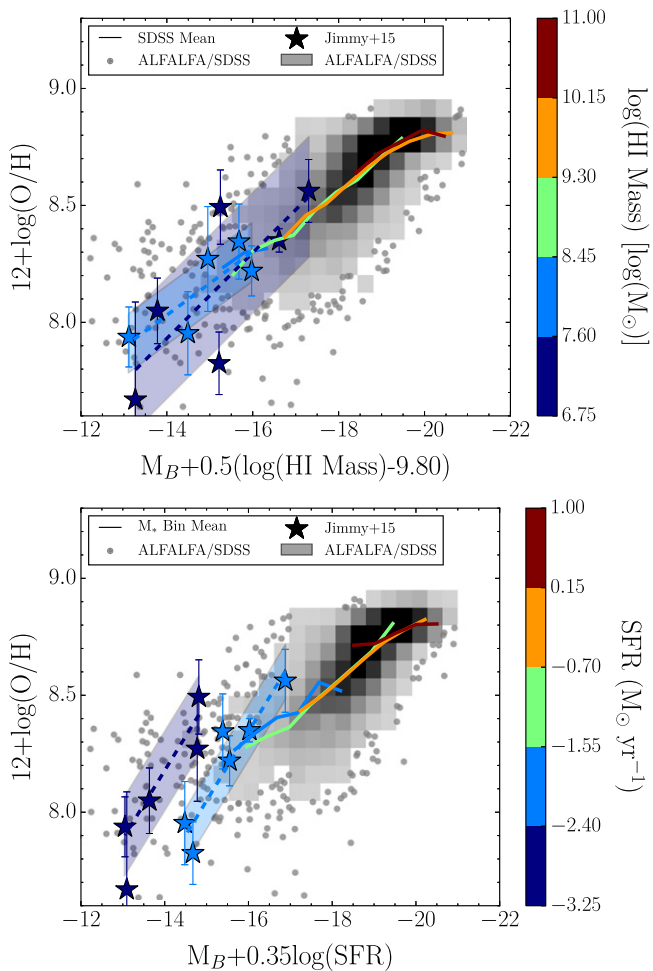 SDSS Mean
Jimmy+15
ALFALFA/SDSS
ALFALFA/SDSS
12+log(O/H)
9.0
8.5
8.0
−12
−14
−16
−18
−20
−22
M_B+0.5(log(HI Mass)-9.80)
11.00
10.15
9.30
8.45
7.60
6.75
log(HI Mass) [log(M⊙)]
M∗ Bin Mean
Jimmy+15
ALFALFA/SDSS
ALFALFA/SDSS
12+log(O/H)
9.0
8.5
8.0
−12
−14
−16
−18
−20
−22
M_B+0.35log(SFR)
1.00
0.15
−0.70
−1.55
−2.40
−3.25
SFR (M⊙ yr⁻¹)